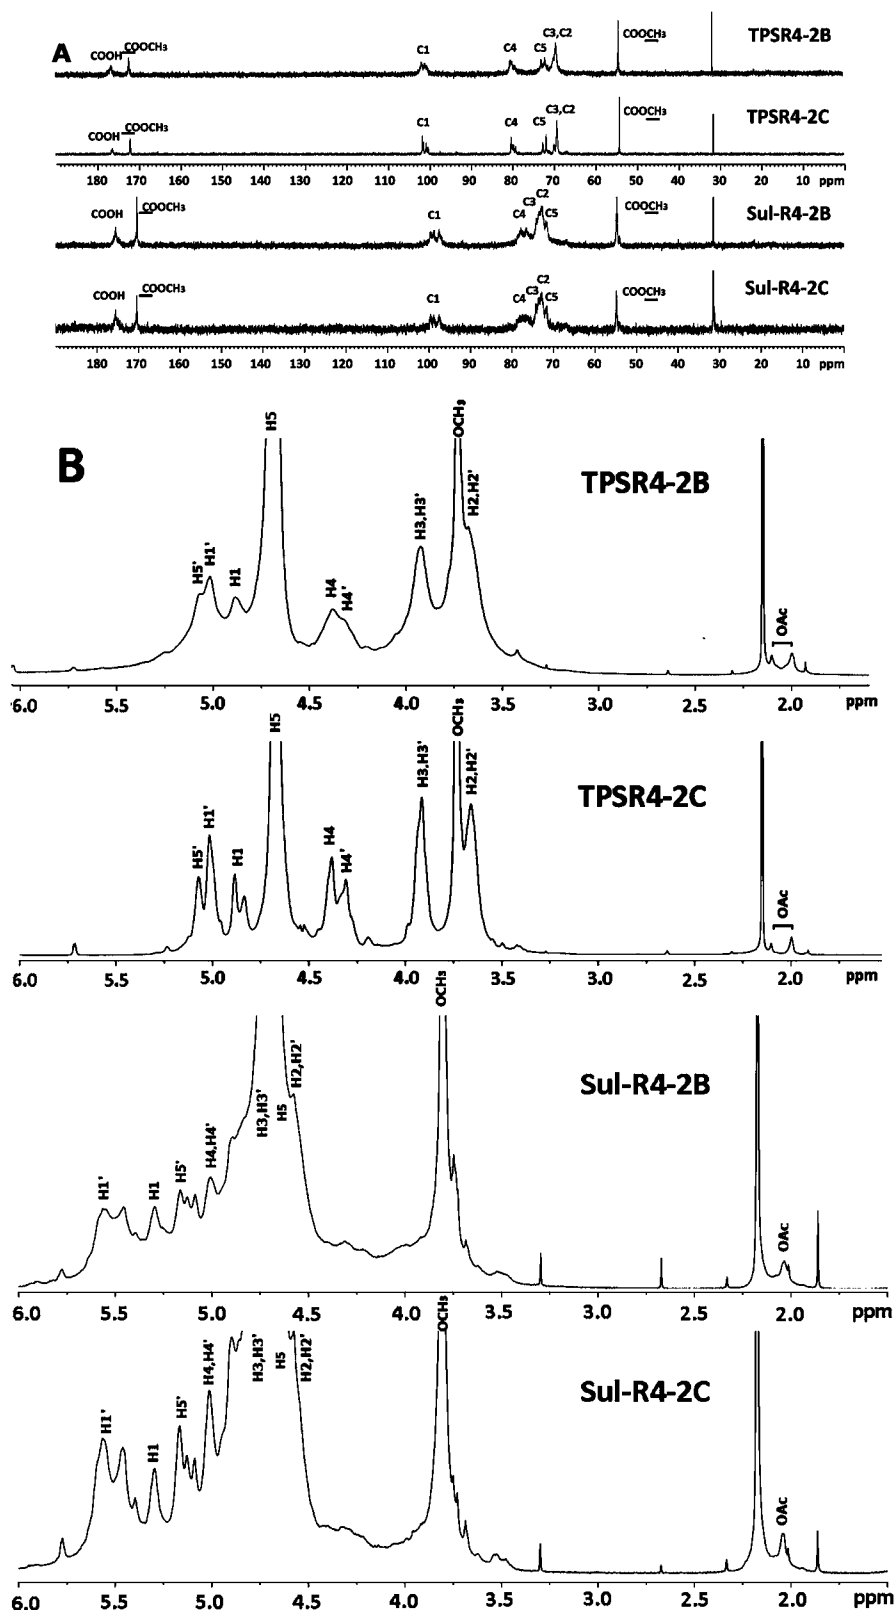 A
COOH COOCH₃ C1 C4 C5 C3,C2 COOCH₃ TPSR4-2B
COOH COOCH₃ C1 C4 C5 C3,C2 COOCH₃ TPSR4-2C
180 170 160 150 140 130 120 110 100 90 80 70 60 50 40 30 20 10 ppm
COOH COOCH₃ C1 C4 C3 C2 C5 COOCH₃ Sul-R4-2B
COOH COOCH₃ C1 C4 C3 C2 C5 COOCH₃ Sul-R4-2C
180 170 160 150 140 130 120 110 100 90 80 70 60 50 40 30 20 10 ppm
B
H5' H1' H1 H5 H4 H4' H3,H3' OCH₃ H2,H2' OAc
TPSR4-2B
6.0 5.5 5.0 4.5 4.0 3.5 3.0 2.5 2.0 ppm
H5' H1' H1 H5 H4 H4' H3,H3' OCH₃ H2,H2' OAc
TPSR4-2C
6.0 5.5 5.0 4.5 4.0 3.5 3.0 2.5 2.0 ppm
H1' H1 H5' H4,H4' H3,H3' H5 H2,H2' OCH₃ OAc
Sul-R4-2B
6.0 5.5 5.0 4.5 4.0 3.5 3.0 2.5 2.0 ppm
H1' H1 H5' H4,H4' H3,H3' H5 H2,H2' OCH₃ OAc
Sul-R4-2C
6.0 5.5 5.0 4.5 4.0 3.5 3.0 2.5 2.0 ppm